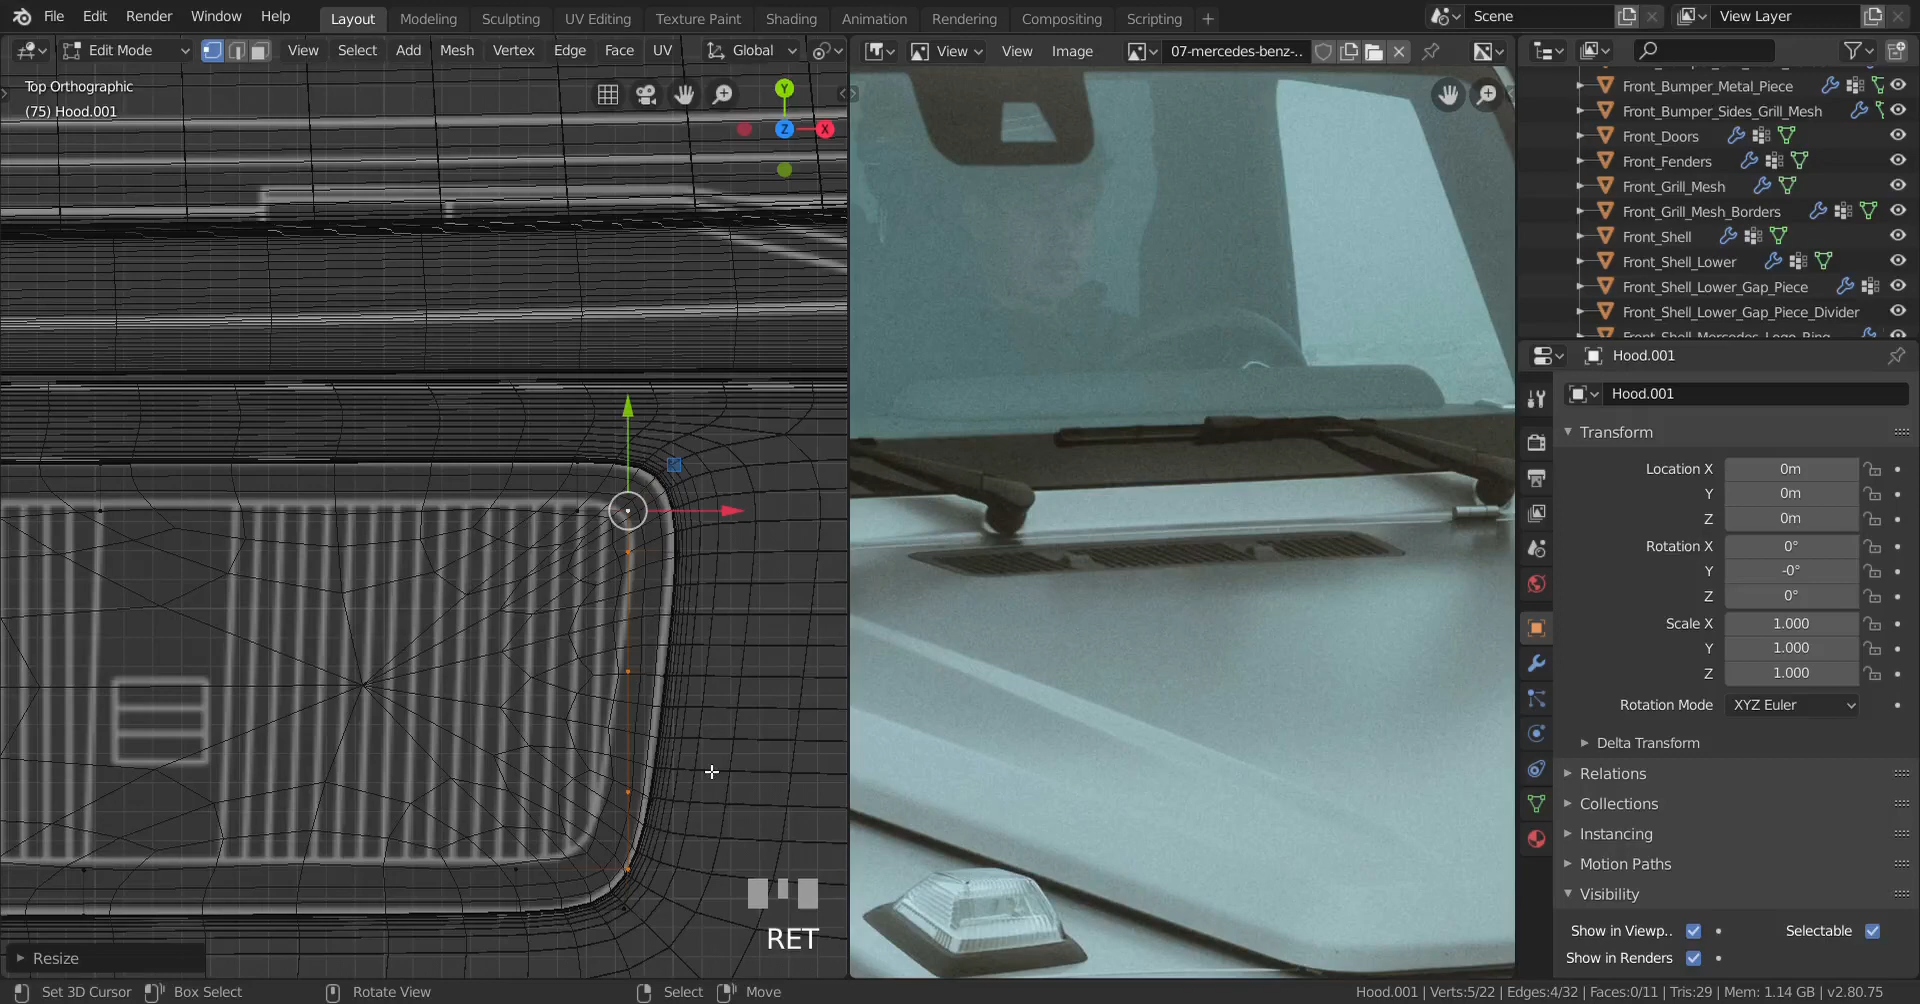 File Edit Render Window Help Layout Modeling Sculpting UV Editing Texture Paint Shading Animation Rendering Compositing Scripting + Scene View Layer
Edit Mode View Select Add Mesh Vertex Edge Face UV Global View View Image 07-mercedes-benz-..
Top Orthographic
(75) Hood.001
Y
Z X
Front_Bumper_Metal_Piece
Front_Bumper_Sides_Grill_Mesh
Front_Doors
Front_Fenders
Front_Grill_Mesh
Front_Grill_Mesh_Borders
Front_Shell
Front_Shell_Lower
Front_Shell_Lower_Gap_Piece
Front_Shell_Lower_Gap_Piece_Divider
Front_Shell_Mercedes_Logo_Ring
Hood.001
Hood.001
Transform
Location X 0m
Y 0m
Z 0m
Rotation X 0°
Y -0°
Z 0°
Scale X 1.000
Y 1.000
Z 1.000
Rotation Mode XYZ Euler
Delta Transform
Relations
Collections
Instancing
Motion Paths
Visibility
Show in Viewp.. Selectable
Show in Renders
RET
Resize
Set 3D Cursor Box Select Rotate View Select Move Hood.001 | Verts:5/22 | Edges:4/32 | Faces:0/11 | Tris:29 | Mem: 1.14 GB | v2.80.75